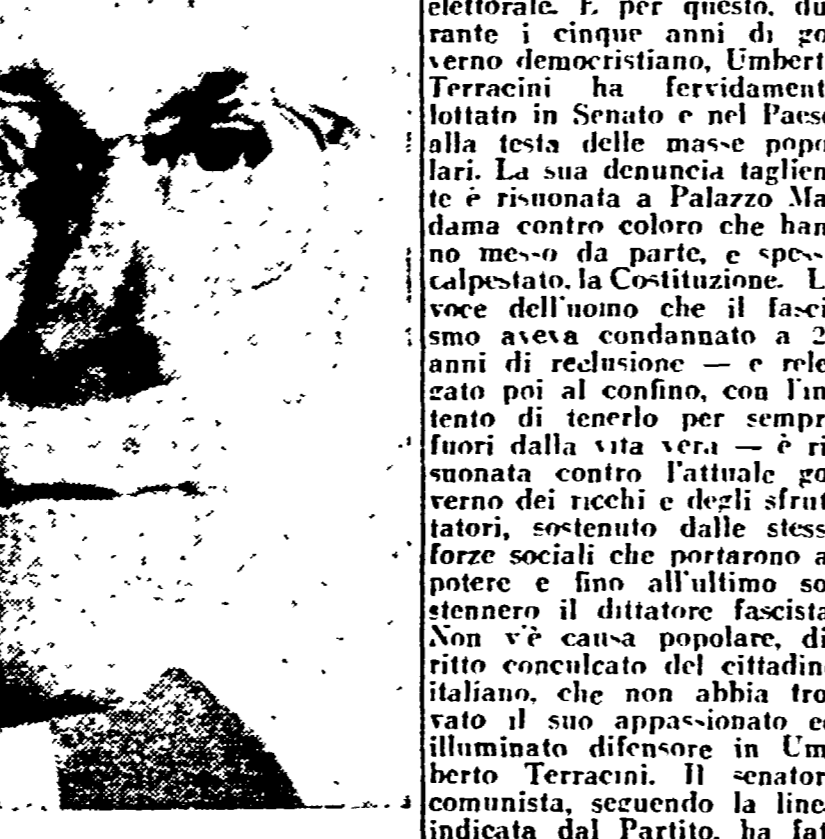 elettorale. E per questo, du
rante i cinque anni di go
verno democristiano, Umbert
Terracini ha fervidament
lottato in Senato e nel Paese
alla testa delle masse popo
lari. La sua denuncia taglien
te è risuonata a Palazzo Ma
dama contro coloro che han
no messo da parte, e spes
calpestato, la Costituzione. L
voce dell'uomo che il fasci
smo aveva condannato a 2
anni di reclusione — e rele
gato poi al confino, con l'in
tento di tenerlo per sempr
fuori dalla vita vera — è ri
suonata contro l'attuale go
verno dei ricchi e degli sfrut
tatori, sostenuto dalle stess
forze sociali che portarono a
potere e fino all'ultimo so
stennero il dittatore fascista
Non v'è causa popolare, di
ritto conculcato del cittadin
italiano, che non abbia tro
vato il suo appassionato e
illuminato difensore in Um
berto Terracini. Il senator
comunista, seguendo la line
indicata dal Partito, ha fat